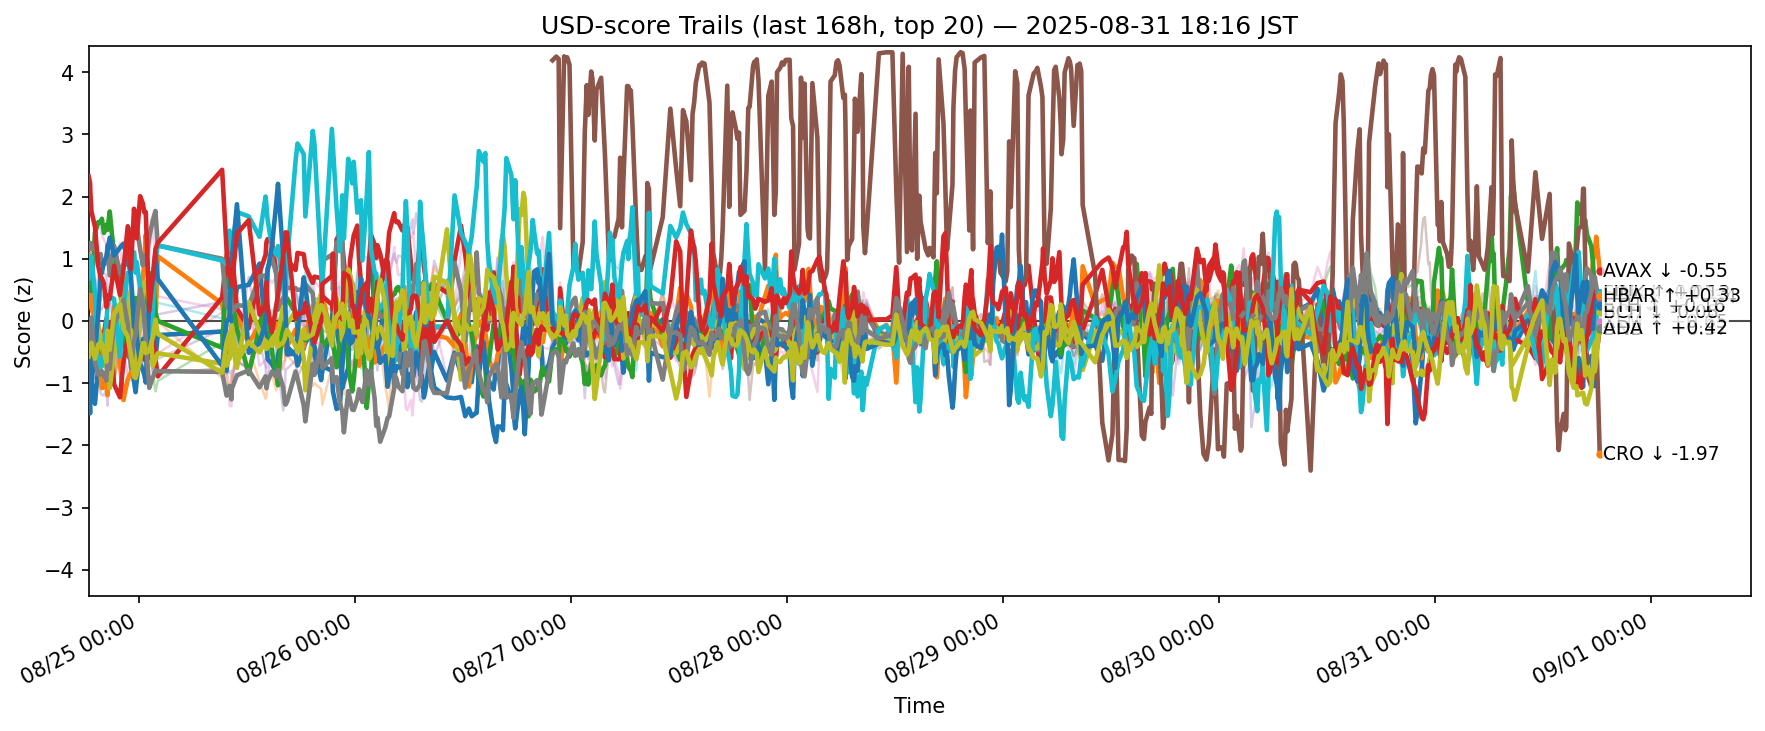 USD-score Trails (last 168h, top 20) — 2025-08-31 18:16 JST
Score (z)
4
3
2
1
0
−1
−2
−3
−4
AVAX ↓ -0.55
HBAR ↑ +0.33
ADA ↑ +0.42
CRO ↓ -1.97
08/25 00:00
08/26 00:00
08/27 00:00
08/28 00:00
08/29 00:00
08/30 00:00
08/31 00:00
09/01 00:00
Time